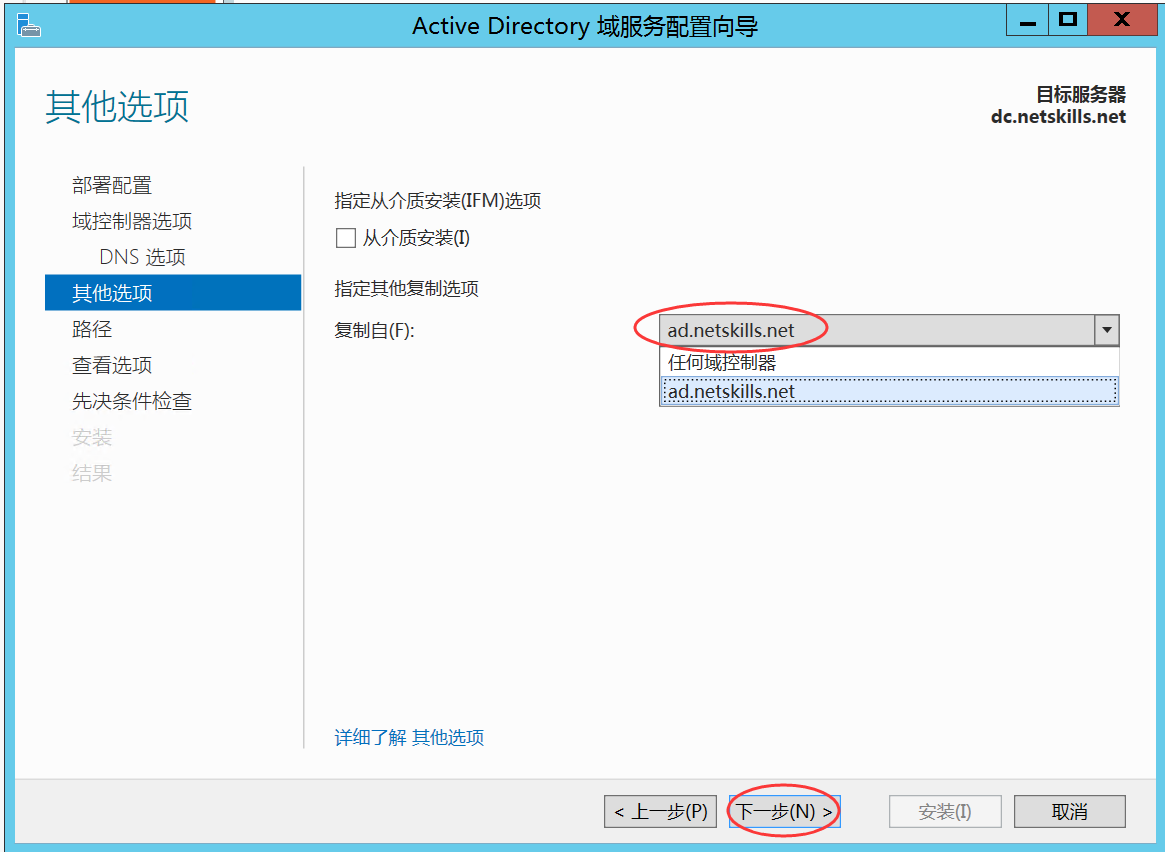 Active Directory 域服务配置向导
其他选项
目标服务器
dc.netskills.net
部署配置
域控制器选项
DNS 选项
其他选项
路径
查看选项
先决条件检查
安装
结果
指定从介质安装(IFM)选项
从介质安装(I)
指定其他复制选项
复制自(F):
ad.netskills.net
任何域控制器
ad.netskills.net
详细了解 其他选项
< 上一步(P)
下一步(N) >
安装(I)
取消